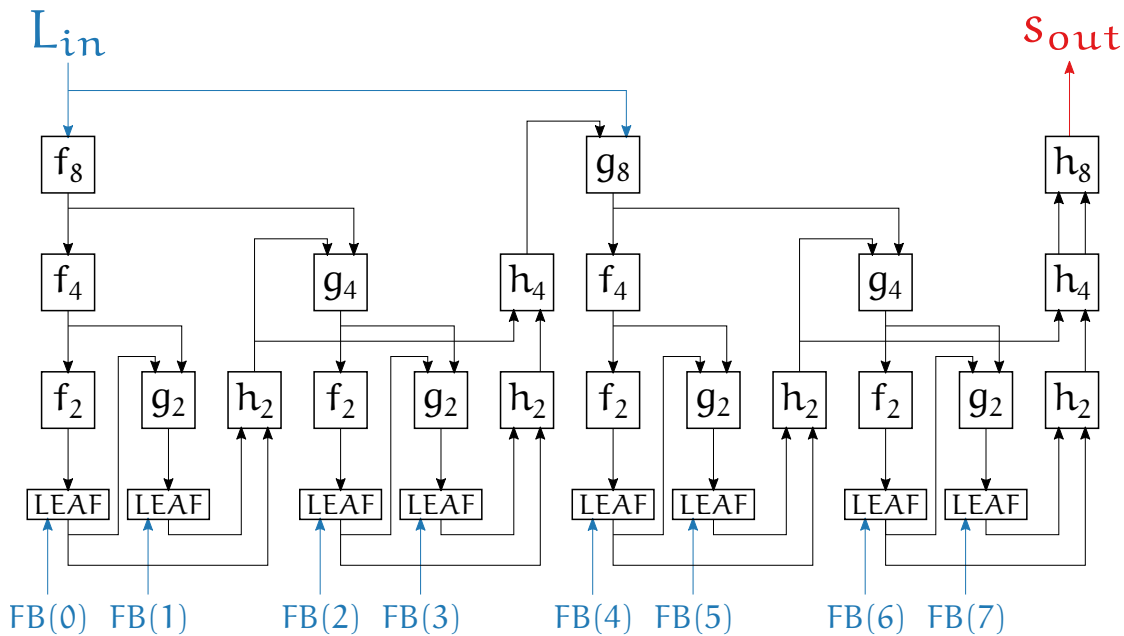 L_in s_out
f_8 g_8 h_8
f_4 g_4 h_4 f_4 g_4 h_4
f_2 g_2 h_2 f_2 g_2 h_2 f_2 g_2 h_2 f_2 g_2 h_2
LEAF LEAF LEAF LEAF LEAF LEAF LEAF LEAF
FB(0) FB(1) FB(2) FB(3) FB(4) FB(5) FB(6) FB(7)